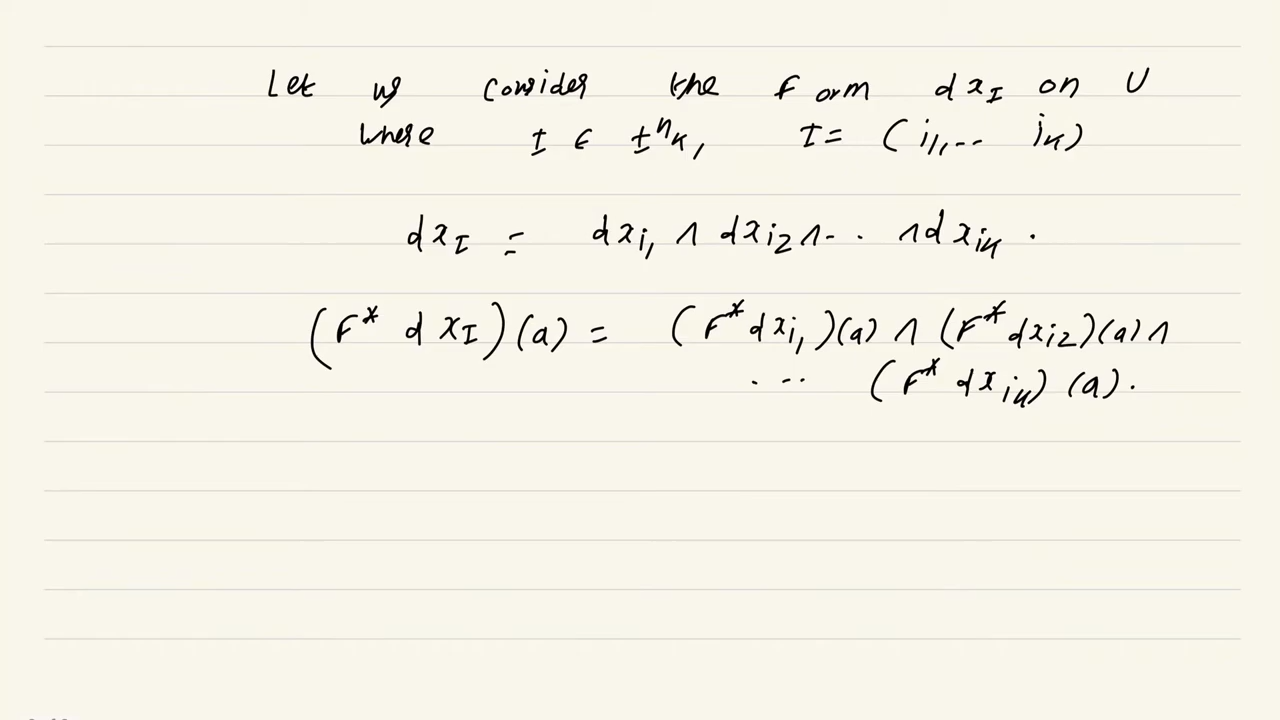 Let us consider the form dx_I on U
where I ∈ I^n_k, I = (i_1, ... i_k)
dx_I = dx_{i_1} ∧ dx_{i_2} ∧ ... ∧ dx_{i_k}.
(F* dx_I)(a) = (F* dx_{i_1})(a) ∧ (F* dx_{i_2})(a) ∧
... (F* dx_{i_k})(a).